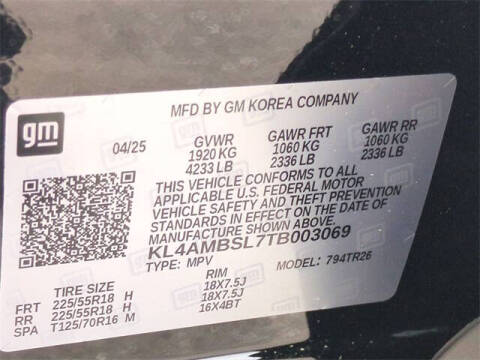 gm
MFD BY GM KOREA COMPANY
04/25 GVWR GAWR FRT GAWR RR
1920 KG 1060 KG 1060 KG
4233 LB 2336 LB 2336 LB
THIS VEHICLE CONFORMS TO ALL
APPLICABLE U.S. FEDERAL MOTOR
VEHICLE SAFETY AND THEFT PREVENTION
STANDARDS IN EFFECT ON THE DATE OF
MANUFACTURE SHOWN ABOVE.
KL4AMBSL7TB003069
TYPE: MPV MODEL: 794TR26
TIRE SIZE RIM
FRT 225/55R18 H 18X7.5J
RR 225/55R18 H 18X7.5J
SPA T125/70R16 M 16X4BT